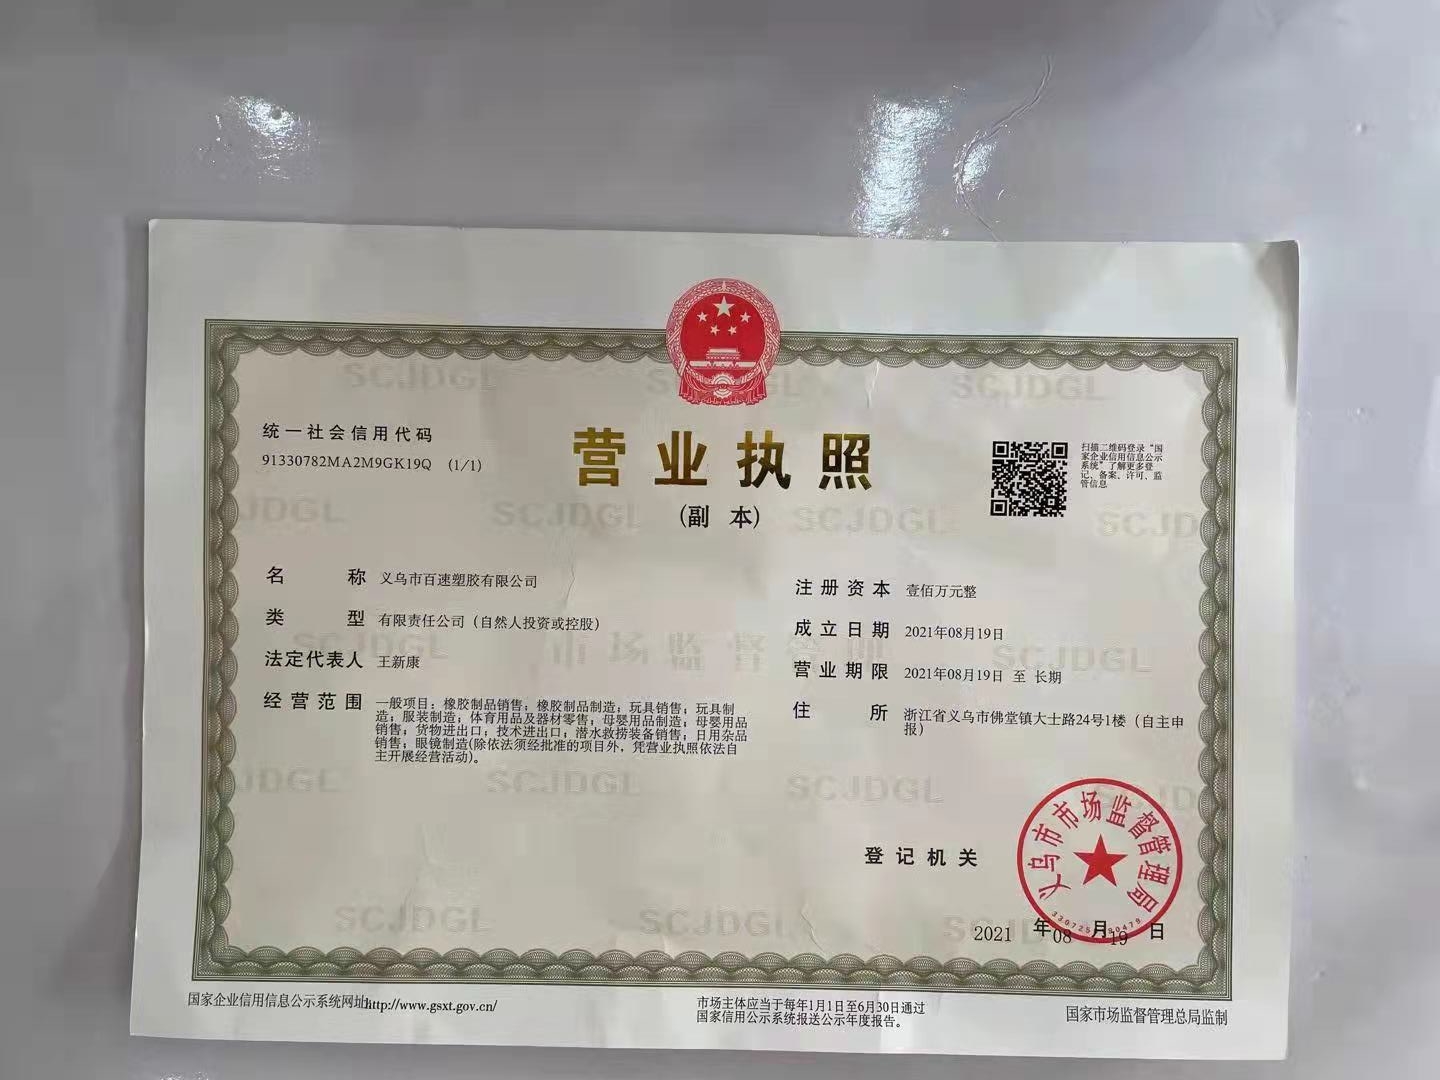 统一社会信用代码
91330782MA2M9GK19Q (1/1)
营业执照
(副 本)
扫描二维码登录“国
家企业信用信息公示
系统”了解更多登
记、备案、许可、监
管信息
名 称 义乌市百速塑胶有限公司
类 型 有限责任公司（自然人投资或控股）
法定代表人 王新康
经营范围 一般项目：橡胶制品销售；橡胶制品制造；玩具销售；玩具制
造；服装制造；体育用品及器材零售；母婴用品制造；母婴用品
销售；货物进出口；技术进出口；潜水救捞装备销售；日用杂品
销售；眼镜制造(除依法须经批准的项目外，凭营业执照依法自
主开展经营活动)。
注册资本 壹佰万元整
成立日期 2021年08月19日
营业期限 2021年08月19日 至 长期
住 所 浙江省义乌市佛堂镇大士路24号1楼（自主申
报）
登记机关
义乌市市场监督管理局
2021 年 08 月 19 日
国家企业信用信息公示系统网址http://www.gsxt.gov.cn/
市场主体应当于每年1月1日至6月30日通过
国家信用公示系统报送公示年度报告。
国家市场监督管理总局监制
SCJDGL
市场监督管理